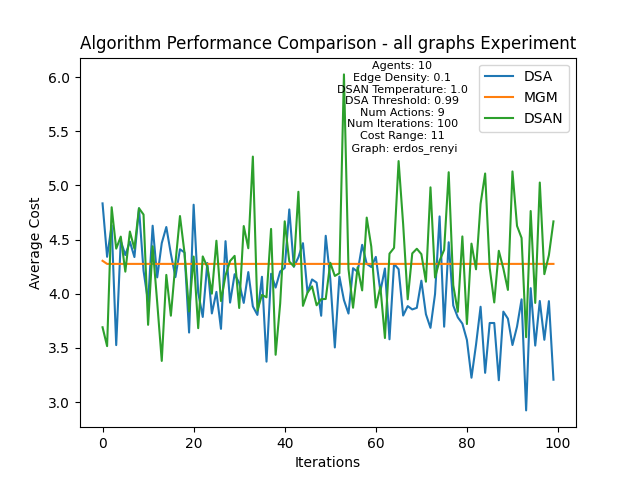 Algorithm Performance Comparison - all graphs Experiment
Agents: 10
Edge Density: 0.1
DSAN Temperature: 1.0
DSA Threshold: 0.99
Num Actions: 9
Num Iterations: 100
Cost Range: 11
Graph: erdos_renyi
DSA
MGM
DSAN
6.0
5.5
5.0
4.5
4.0
3.5
3.0
Average Cost
0 20 40 60 80 100
Iterations